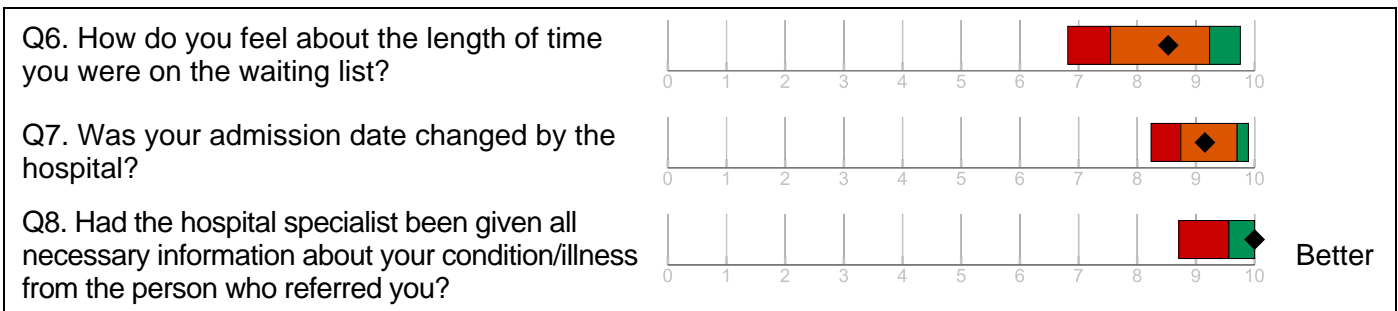 Q6. How do you feel about the length of time
you were on the waiting list?
0 1 2 3 4 5 6 7 8 9 10
Q7. Was your admission date changed by the
hospital?
0 1 2 3 4 5 6 7 8 9 10
Q8. Had the hospital specialist been given all
necessary information about your condition/illness
from the person who referred you?
0 1 2 3 4 5 6 7 8 9 10
Better